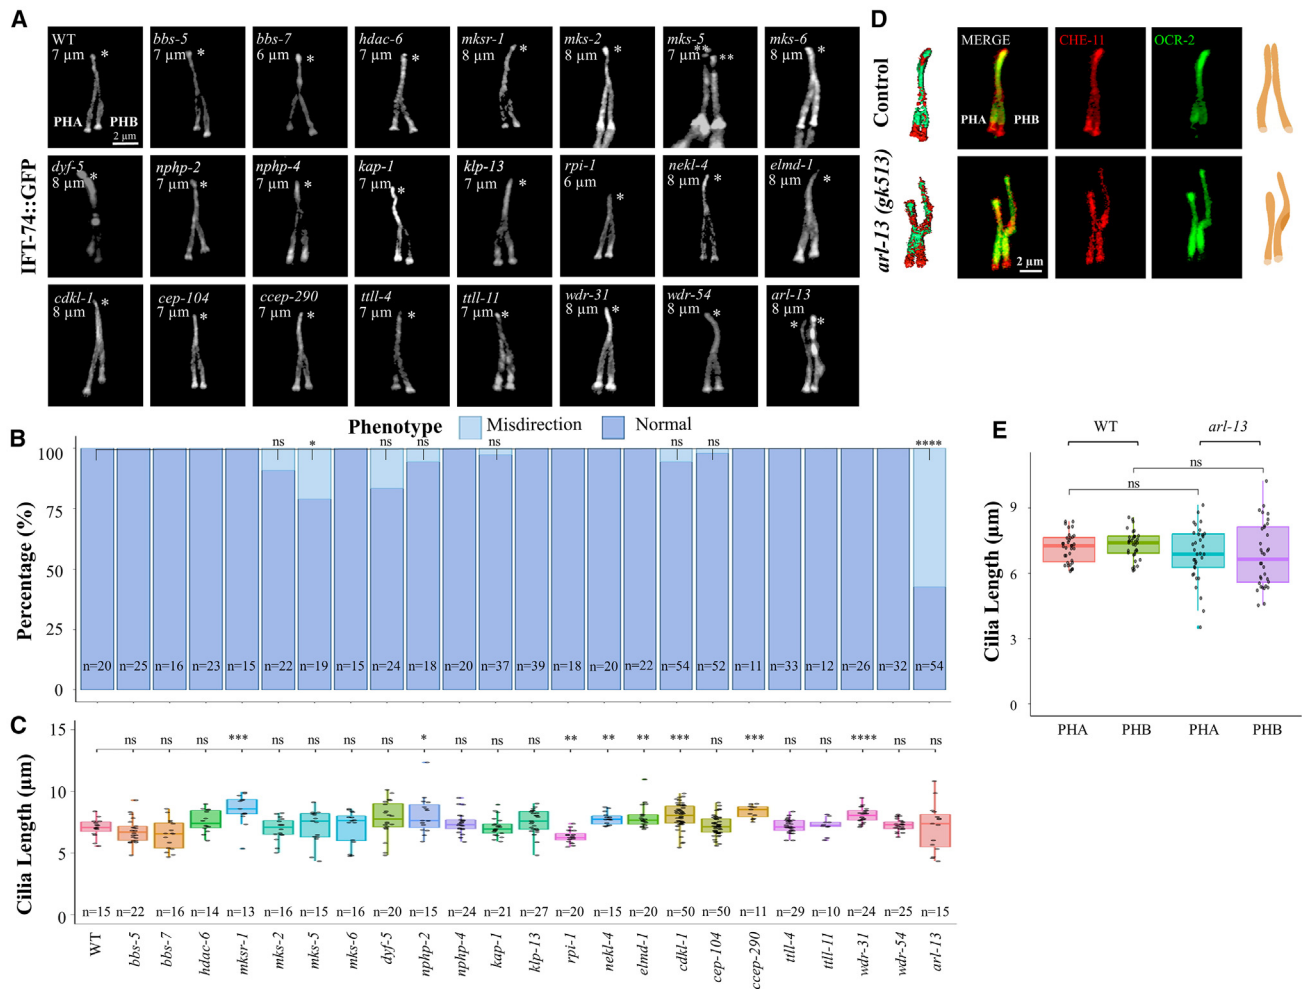 A
IFT-74::GFP
WT
7 µm
*
PHA
PHB
2 µm
bbs-5
7 µm
*
bbs-7
6 µm
*
hdac-6
7 µm
*
mksr-1
8 µm
*
mks-2
8 µm
*
mks-5
7 µm
**
**
mks-6
8 µm
*
dyf-5
8 µm
*
nphp-2
7 µm
*
nphp-4
7 µm
*
kap-1
7 µm
*
klp-13
7 µm
*
rpi-1
6 µm
*
nekl-4
8 µm
*
elmd-1
8 µm
*
cdkl-1
8 µm
*
cep-104
7 µm
*
ccep-290
7 µm
*
ttll-4
7 µm
*
ttll-11
7 µm
*
wdr-31
8 µm
*
wdr-54
8 µm
*
arl-13
8 µm
*
*
B
Phenotype Misdirection Normal
Percentage (%)
100
75
50
25
0
ns * ns ns ns ns ns ****
n=20 n=25 n=16 n=23 n=15 n=22 n=19 n=15 n=24 n=18 n=20 n=37 n=39 n=18 n=20 n=22 n=54 n=52 n=11 n=33 n=12 n=26 n=32 n=54
C
Cilia Length (µm)
15
10
5
0
ns ns ns *** ns ns ns ns * ns ns ns ** ** ** *** ns *** ns ns **** ns ns
n=15 n=22 n=16 n=14 n=13 n=16 n=15 n=16 n=20 n=15 n=24 n=21 n=27 n=20 n=15 n=20 n=50 n=50 n=11 n=29 n=10 n=24 n=25 n=15
WT bbs-5 bbs-7 hdac-6 mksr-1 mks-2 mks-5 mks-6 dyf-5 nphp-2 nphp-4 kap-1 klp-13 rpi-1 nekl-4 elmd-1 cdkl-1 cep-104 ccep-290 ttll-4 ttll-11 wdr-31 wdr-54 arl-13
D
Control
MERGE
PHA
PHB
CHE-11
OCR-2
arl-13 (gk513)
2 µm
E
WT arl-13
ns
ns
Cilia Length (µm)
9
6
3
0
PHA PHB PHA PHB